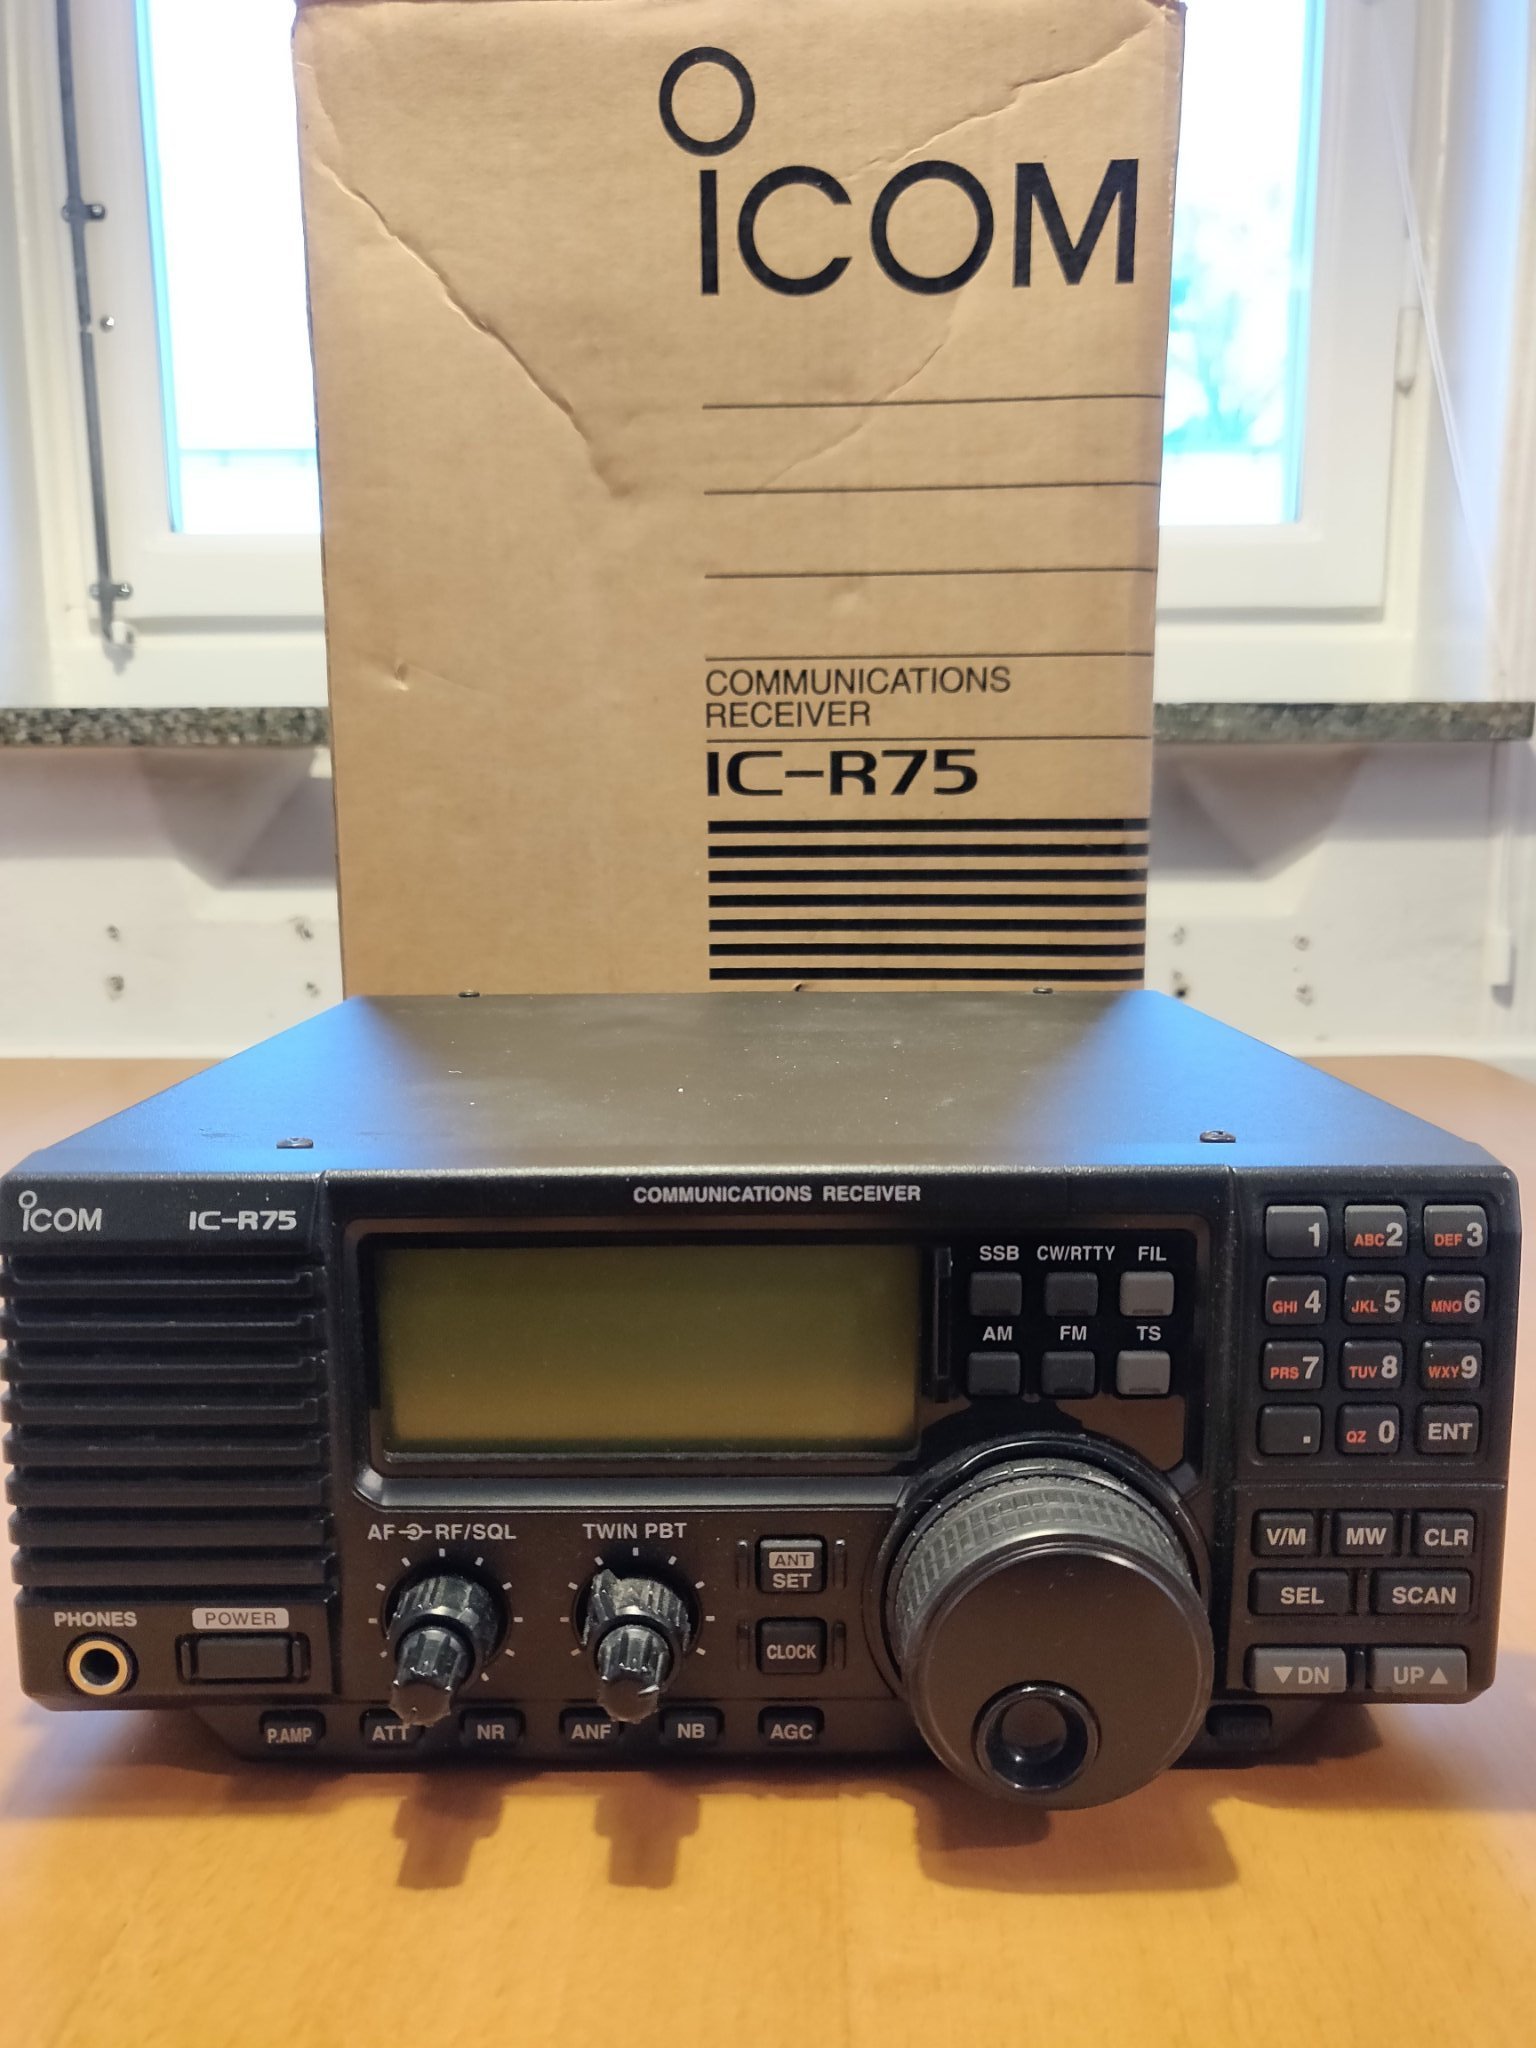 ICOM
COMMUNICATIONS
RECEIVER
IC-R75
ICOM
IC-R75
COMMUNICATIONS RECEIVER
SSB CW/RTTY FIL
AM FM TS
1 ABC2 DEF3
GHI4 JKL5 MNO6
PRS7 TUV8 WXY9
. QZ0 ENT
AF RF/SQL
TWIN PBT
ANT
SET
CLOCK
V/M MW CLR
SEL SCAN
▼DN UP▲
PHONES
POWER
P.AMP ATT NR ANF NB AGC